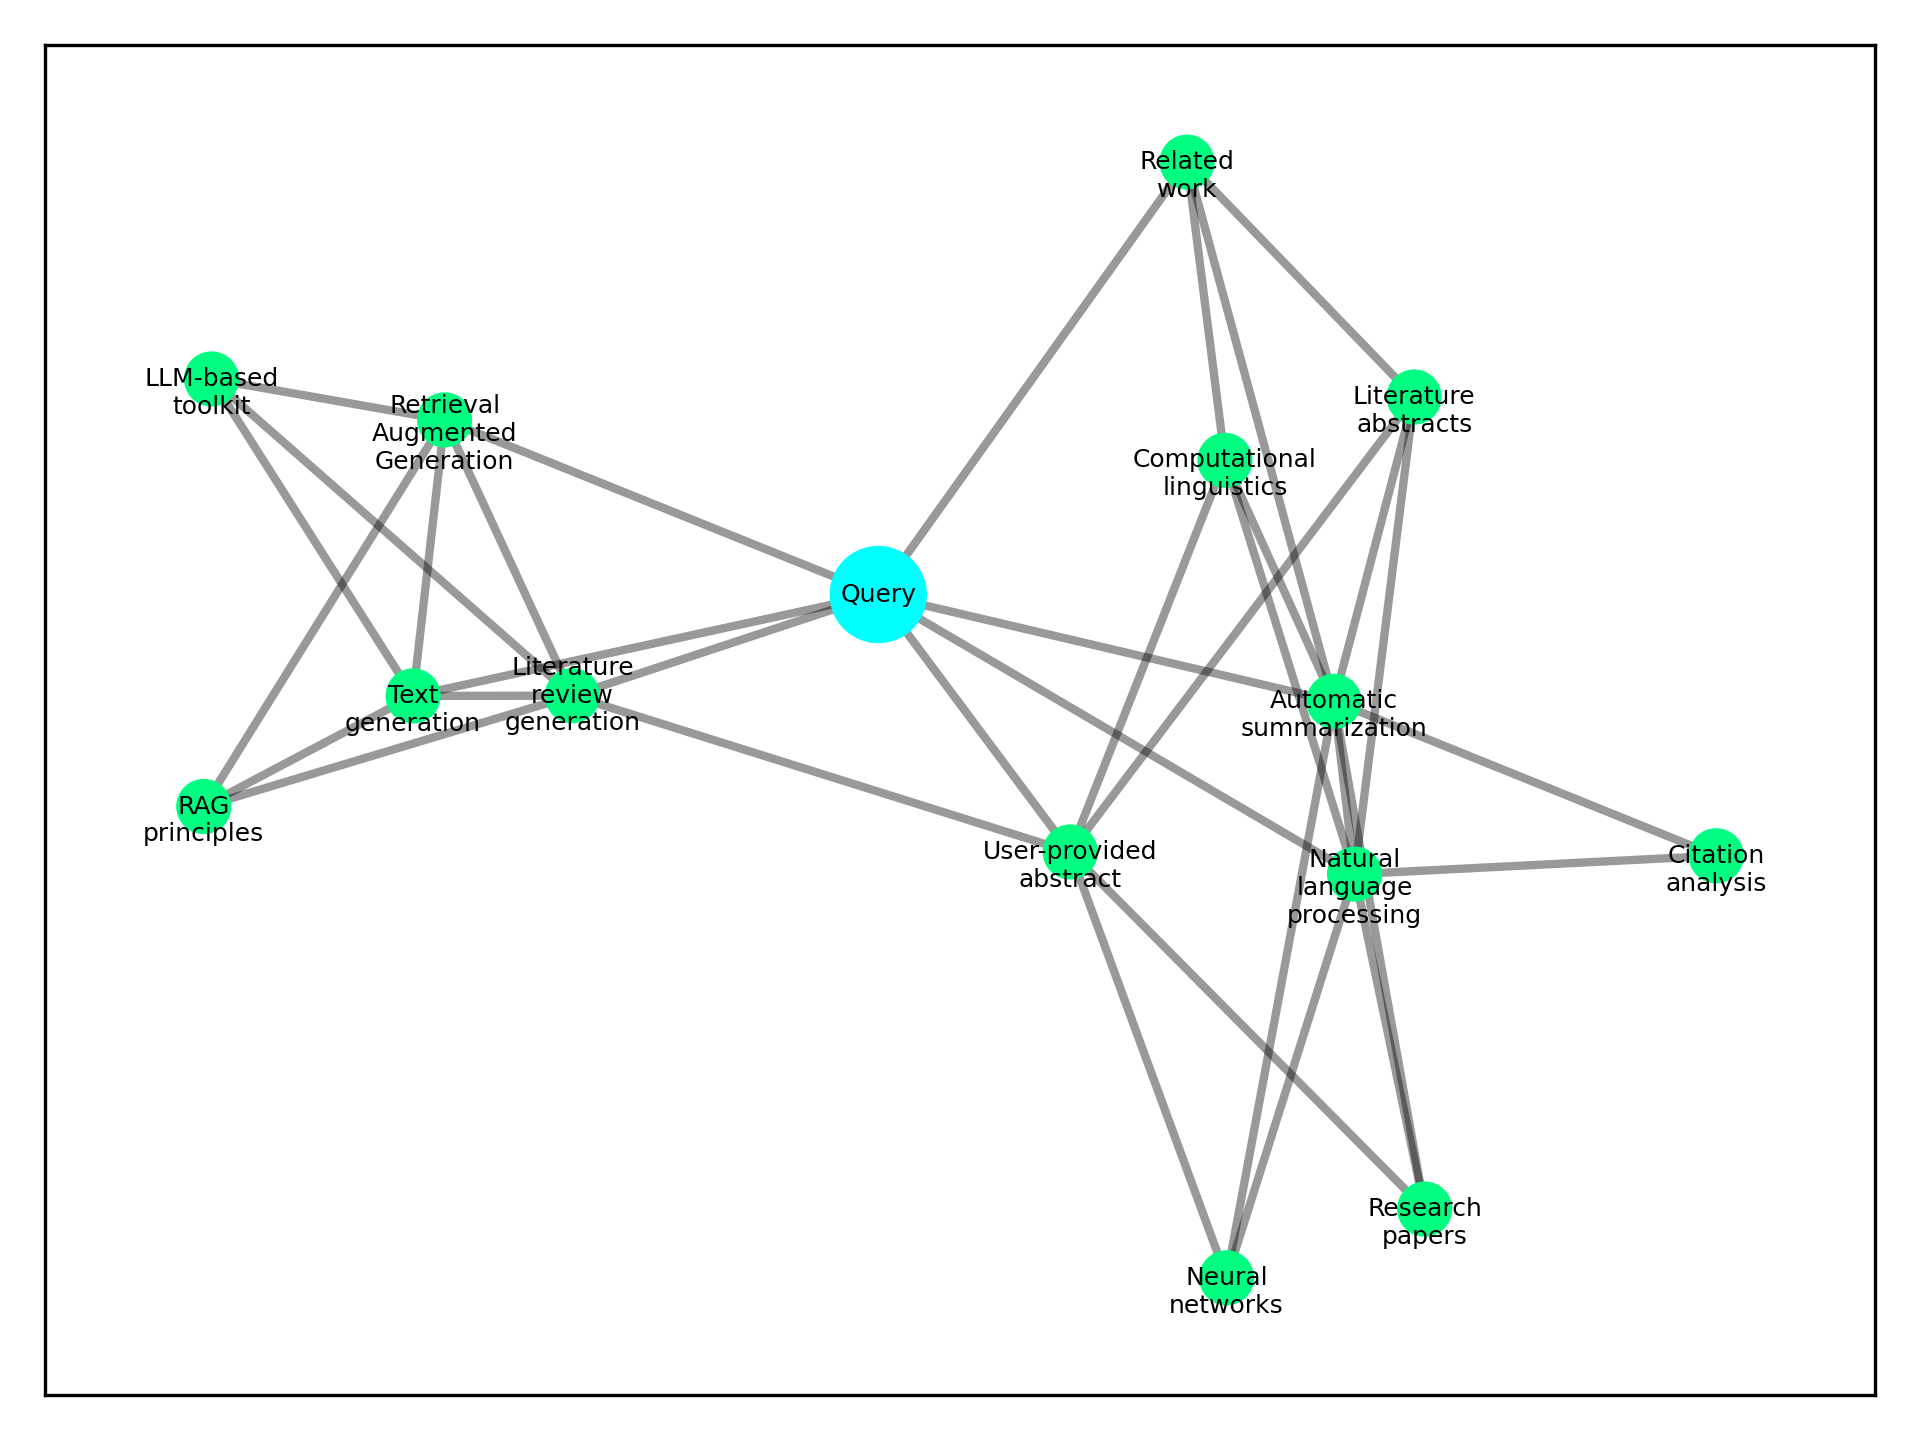 Related
work
LLM-based
toolkit
Retrieval
Augmented
Generation
Literature
abstracts
Computational
linguistics
Query
Literature
review
generation
Text
generation
Automatic
summarization
RAG
principles
User-provided
abstract
Natural
language
processing
Citation
analysis
Research
papers
Neural
networks